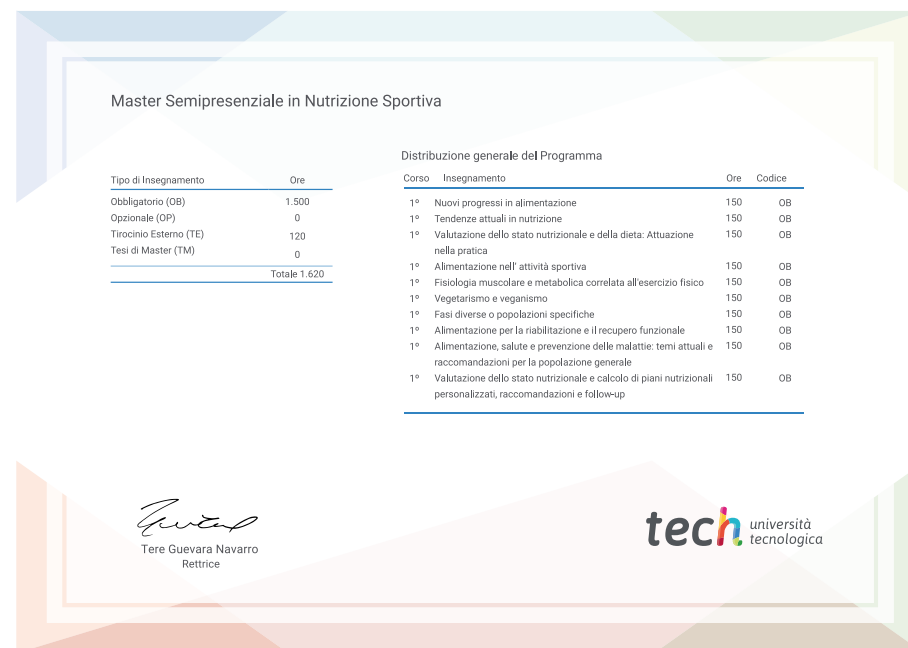 Master Semipresenziale in Nutrizione Sportiva
Tipo di Insegnamento Ore
Obbligatorio (OB) 1.500
Opzionale (OP) 0
Tirocinio Esterno (TE) 120
Tesi di Master (TM) 0
Totale 1.620
Distribuzione generale del Programma
Corso Insegnamento Ore Codice
1º Nuovi progressi in alimentazione 150 OB
1º Tendenze attuali in nutrizione 150 OB
1º Valutazione dello stato nutrizionale e della dieta: Attuazione 150 OB
nella pratica
1º Alimentazione nell' attività sportiva 150 OB
1º Fisiologia muscolare e metabolica correlata all'esercizio fisico 150 OB
1º Vegetarismo e veganismo 150 OB
1º Fasi diverse o popolazioni specifiche 150 OB
1º Alimentazione per la riabilitazione e il recupero funzionale 150 OB
1º Alimentazione, salute e prevenzione delle malattie: temi attuali e 150 OB
raccomandazioni per la popolazione generale
1º Valutazione dello stato nutrizionale e calcolo di piani nutrizionali 150 OB
personalizzati, raccomandazioni e follow-up
Tere Guevara Navarro
Rettrice
tech università
tecnologica